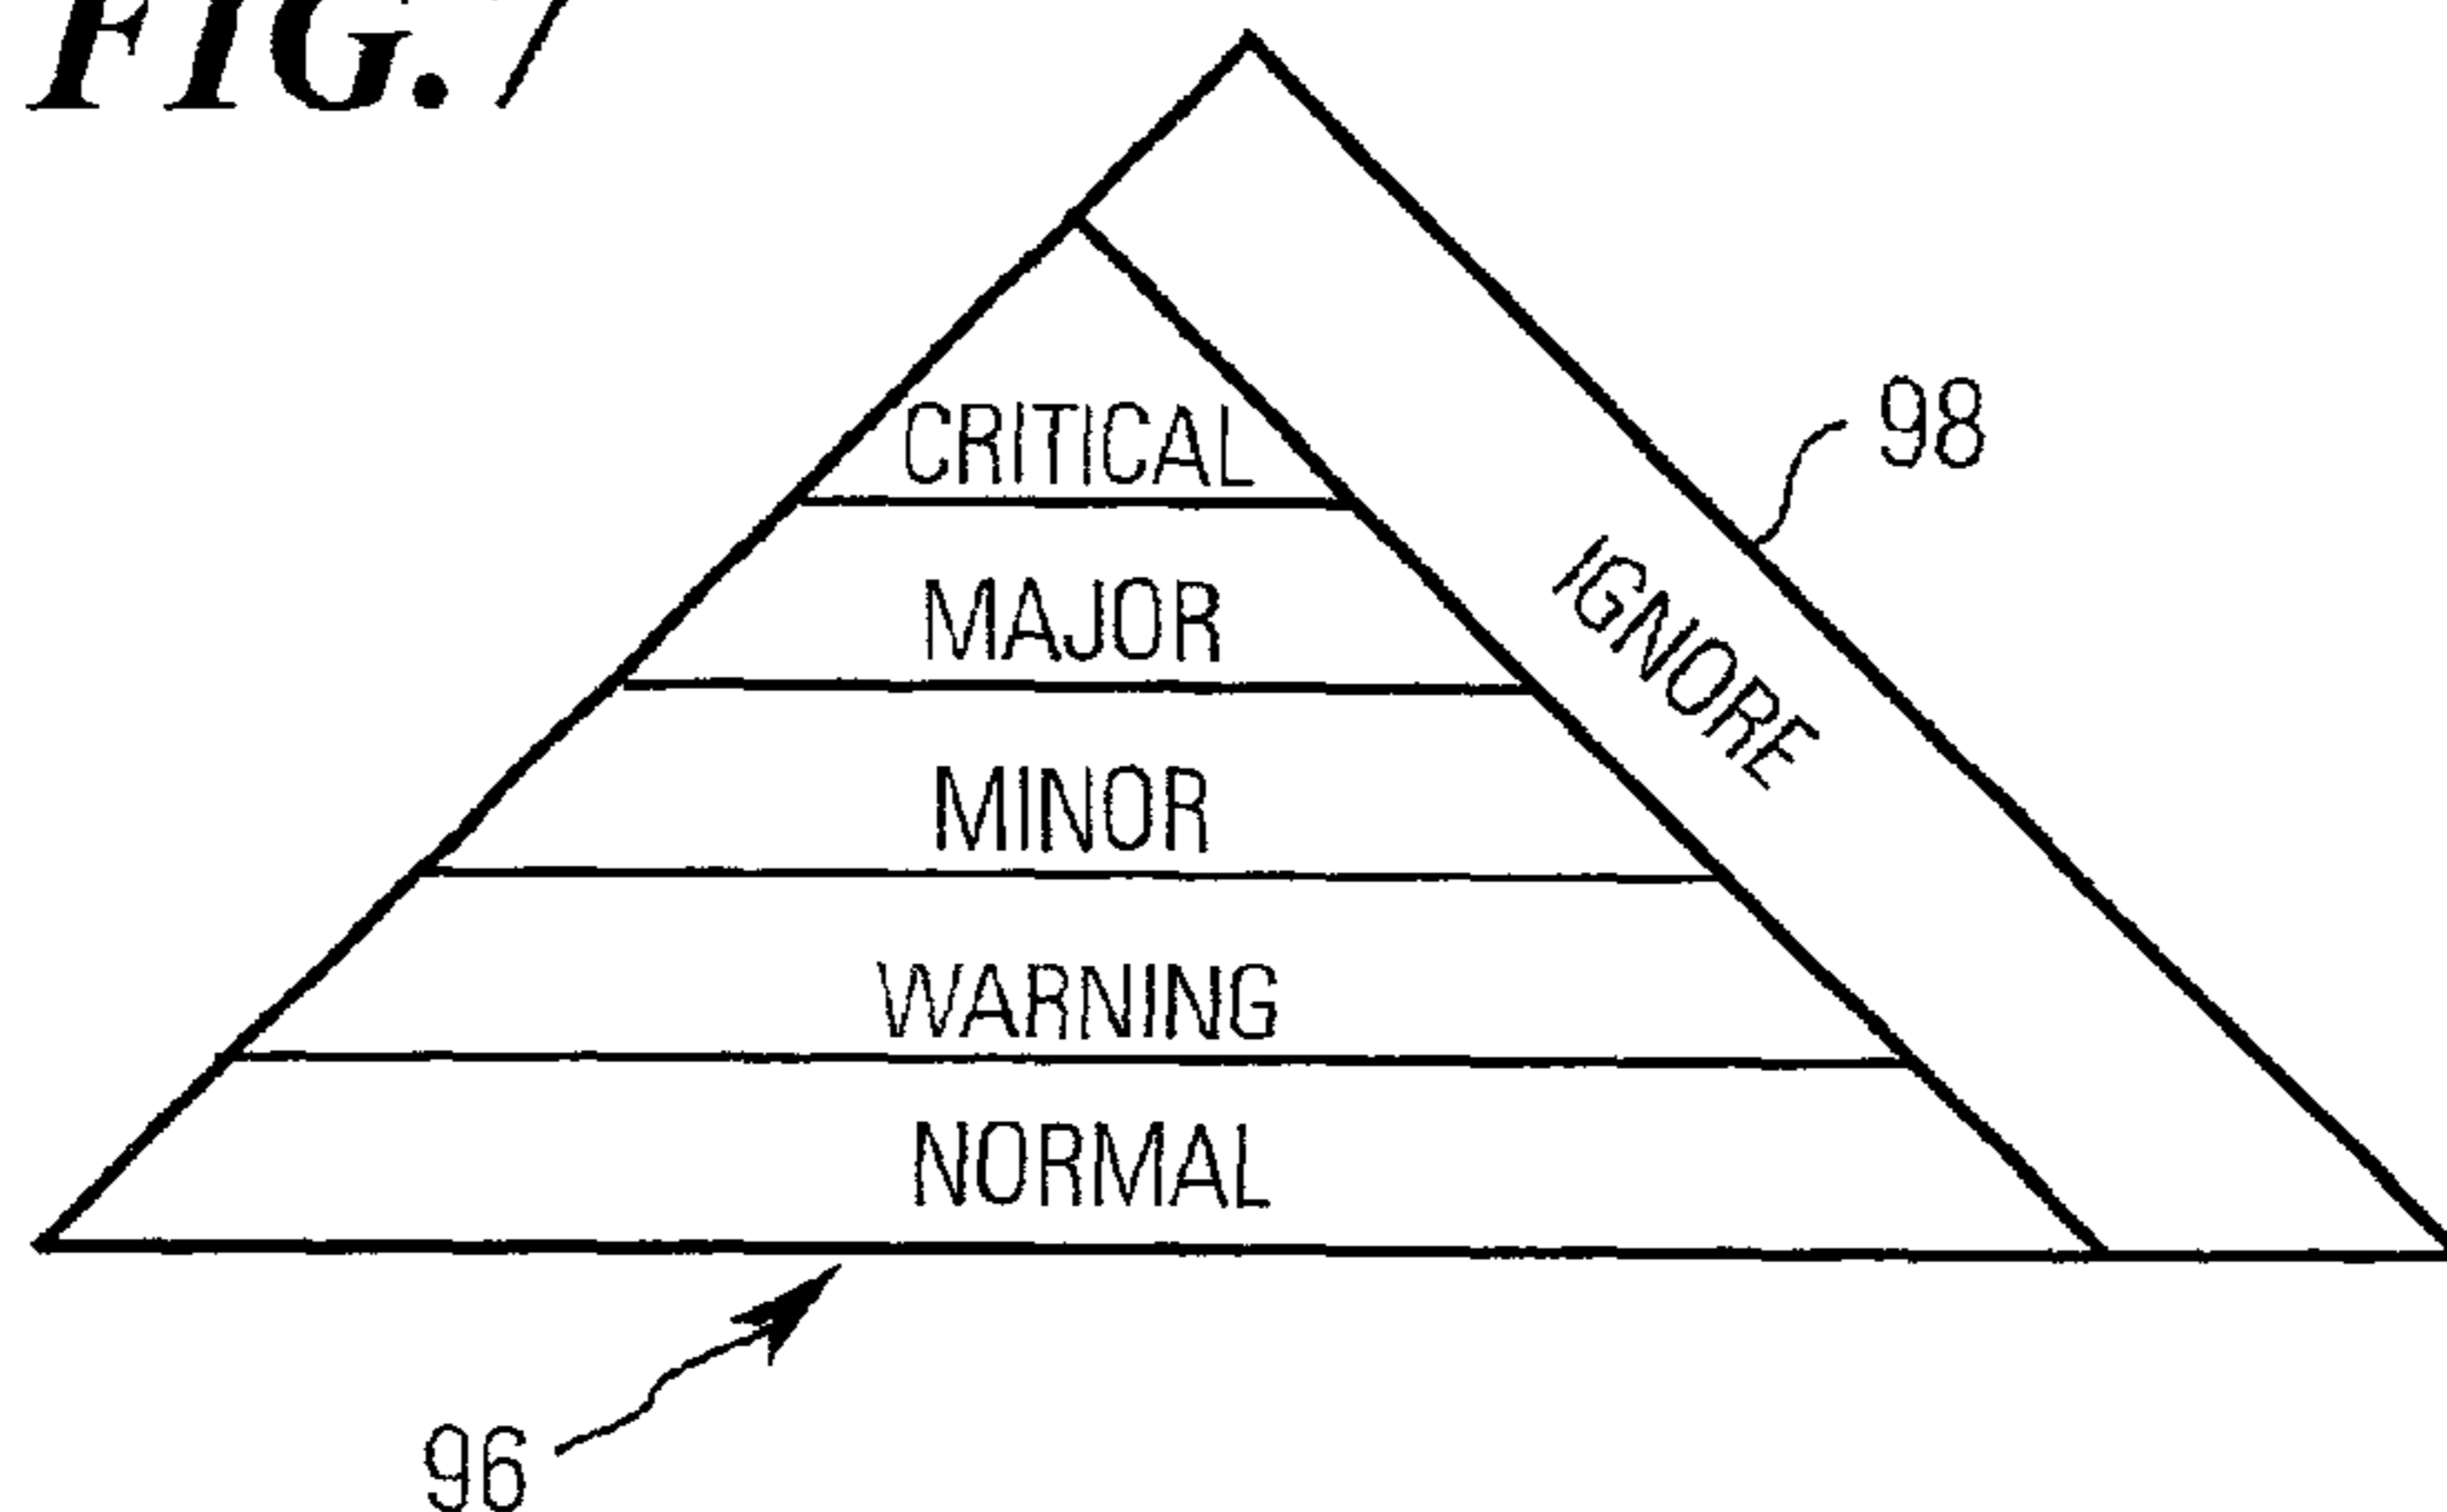 FIG. 7
CRITICAL
98
MAJOR
IGNORE
MINOR
WARNING
NORMAL
96